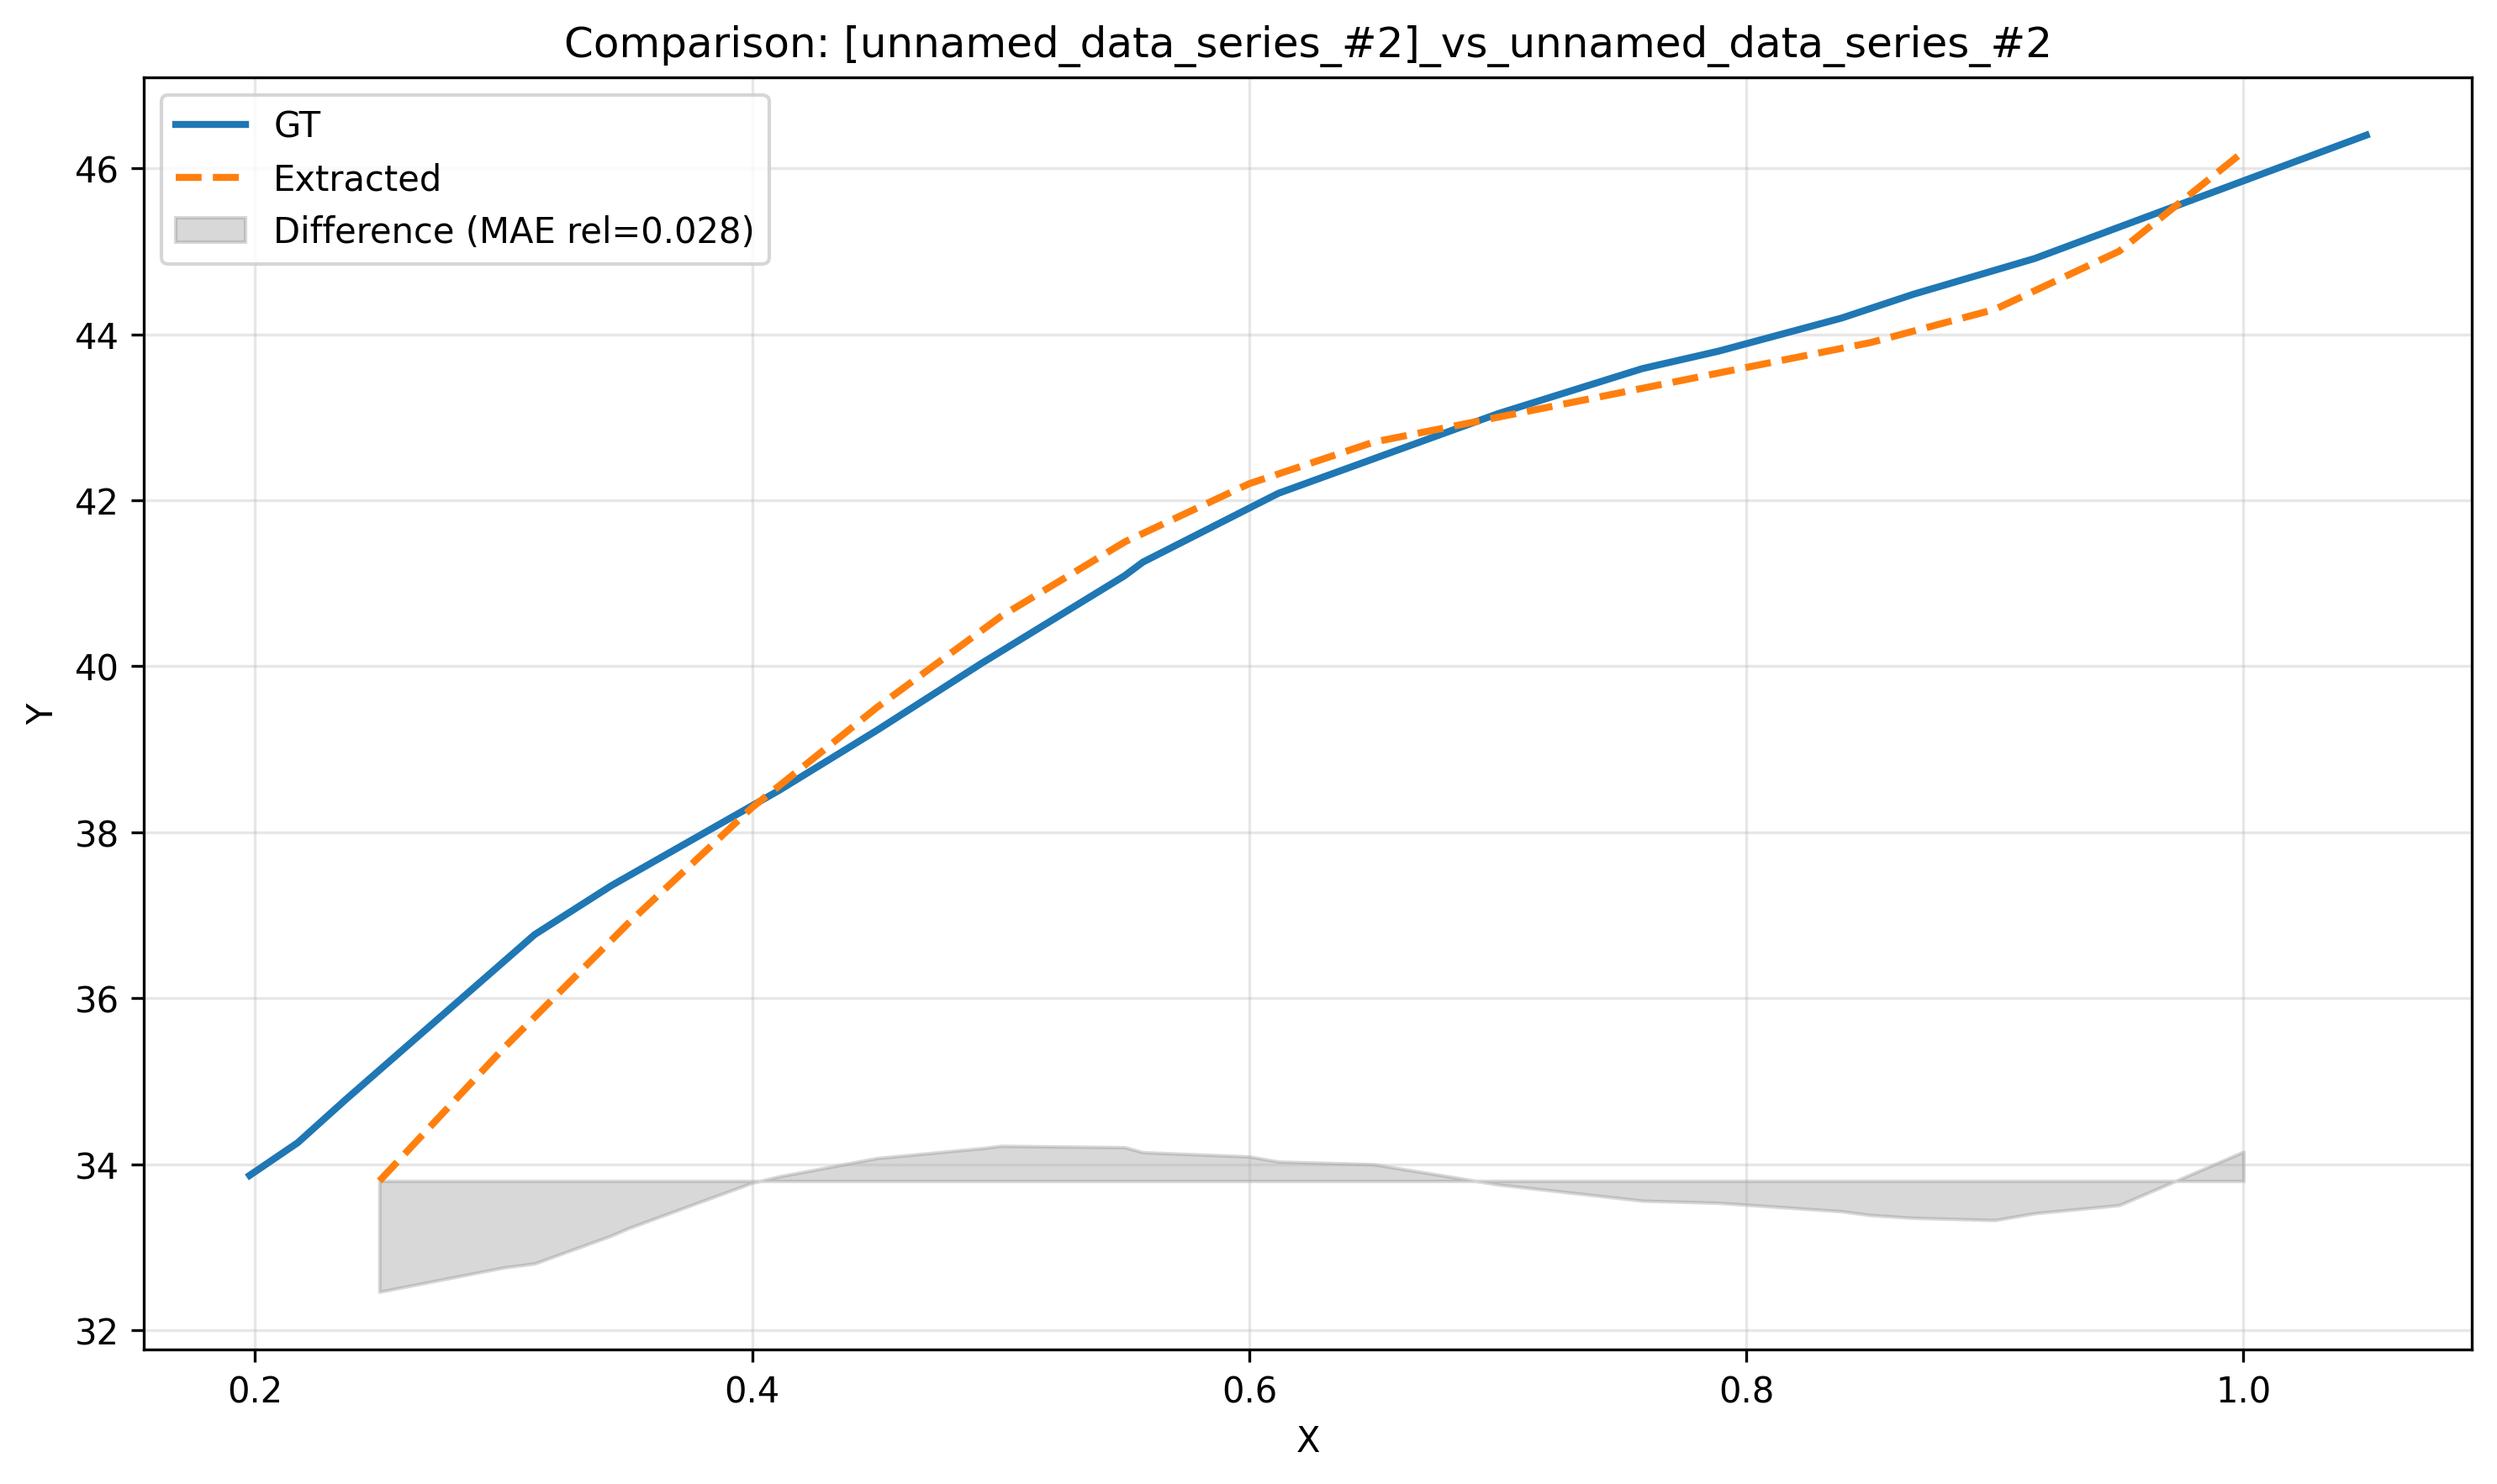 Comparison: [unnamed_data_series_#2]_vs_unnamed_data_series_#2
GT
Extracted
Difference (MAE rel=0.028)
46
44
42
40
38
36
34
32
Y
0.2 0.4 0.6 0.8 1.0
X